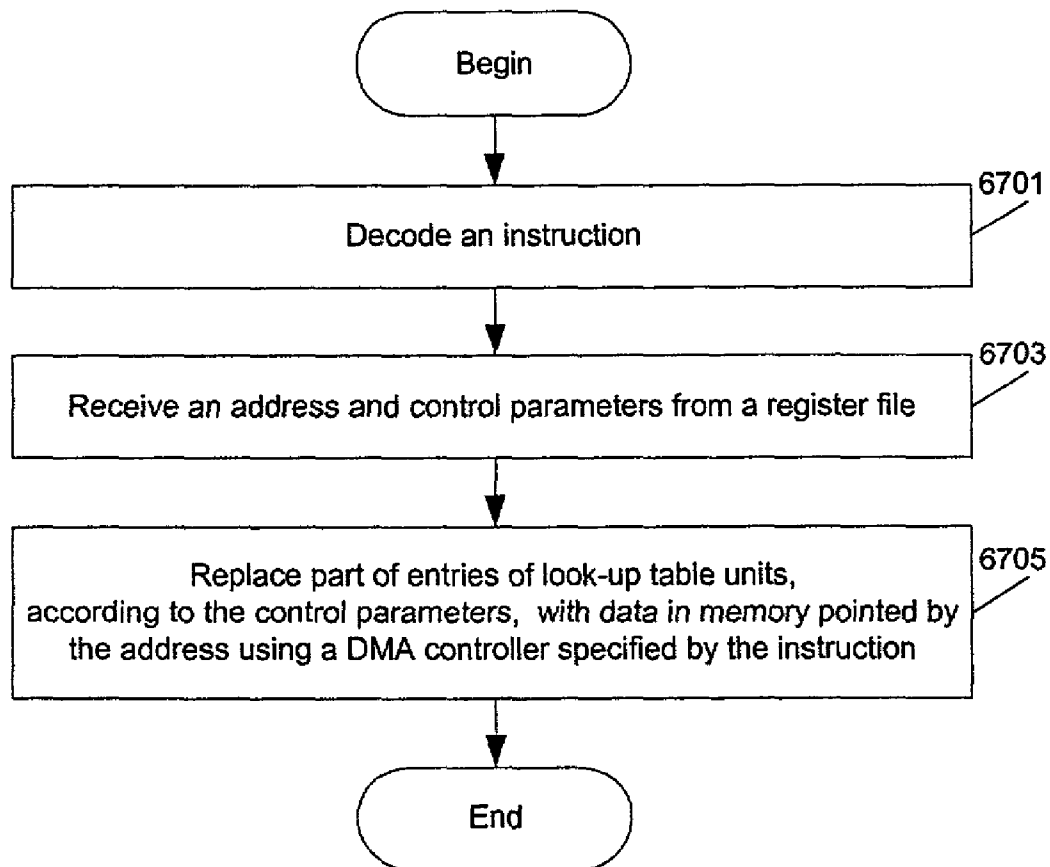 Begin
6701
Decode an instruction
6703
Receive an address and control parameters from a register file
6705
Replace part of entries of look-up table units,
according to the control parameters, with data in memory pointed by
the address using a DMA controller specified by the instruction
End